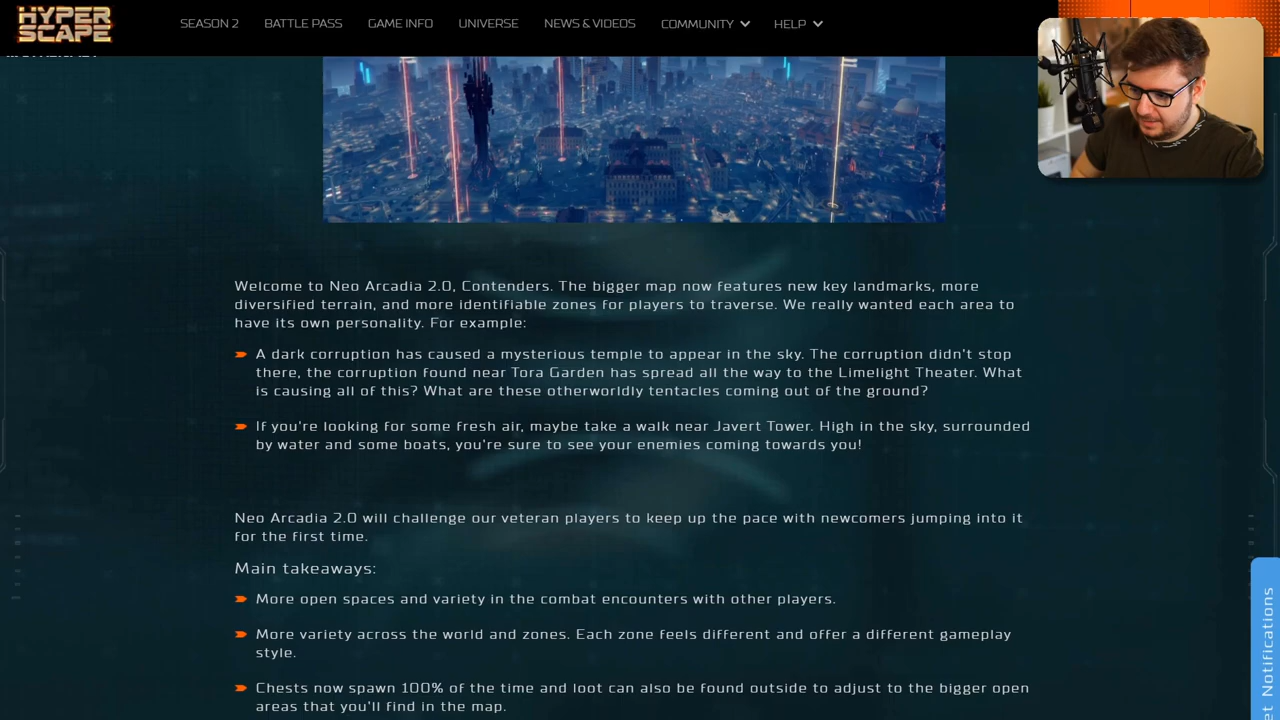 HYPER
SCAPE
SEASON 2
BATTLE PASS
GAME INFO
UNIVERSE
NEWS & VIDEOS
COMMUNITY
HELP
Welcome to Neo Arcadia 2.0, Contenders. The bigger map now features new key landmarks, more
diversified terrain, and more identifiable zones for players to traverse. We really wanted each area to
have its own personality. For example:
A dark corruption has caused a mysterious temple to appear in the sky. The corruption didn't stop
there, the corruption found near Tora Garden has spread all the way to the Limelight Theater. What
is causing all of this? What are these otherworldly tentacles coming out of the ground?
If you're looking for some fresh air, maybe take a walk near Javert Tower. High in the sky, surrounded
by water and some boats, you're sure to see your enemies coming towards you!
Neo Arcadia 2.0 will challenge our veteran players to keep up the pace with newcomers jumping into it
for the first time.
Main takeaways:
More open spaces and variety in the combat encounters with other players.
More variety across the world and zones. Each zone feels different and offer a different gameplay
style.
Chests now spawn 100% of the time and loot can also be found outside to adjust to the bigger open
areas that you'll find in the map.
et Notifications